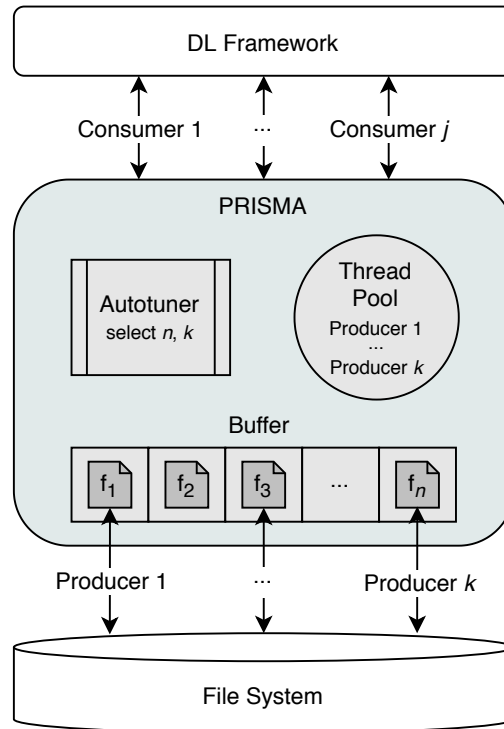 DL Framework
Consumer 1 ... Consumer j
PRISMA
Autotuner
select n, k
Thread
Pool
Producer 1
...
Producer k
Buffer
f1 f2 f3 ... fn
Producer 1 ... Producer k
File System